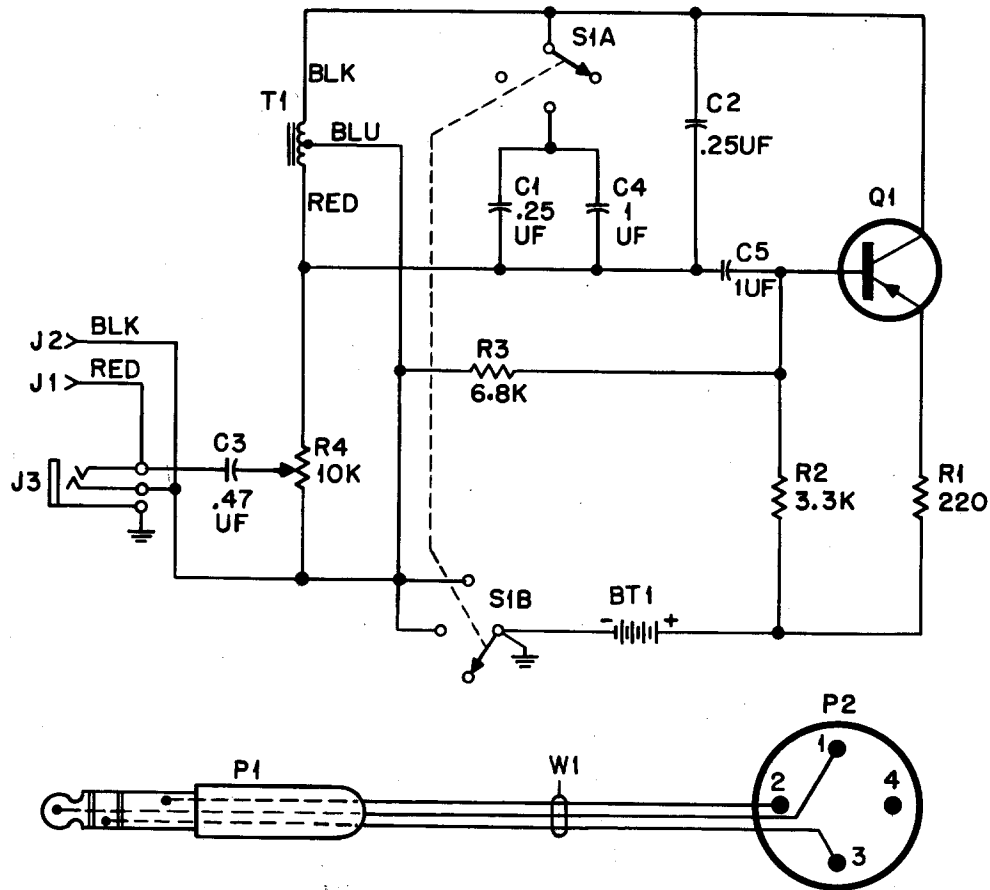 S1A
BLK
T1
BLU
RED
C2
.25UF
C1
.25
UF
C4
1
UF
Q1
C5
1UF
J2
BLK
J1
RED
R3
6.8K
J3
C3
.47
UF
R4
10K
R2
3.3K
R1
220
S1B
BT1
- +
P1
W1
P2
1
2
4
3